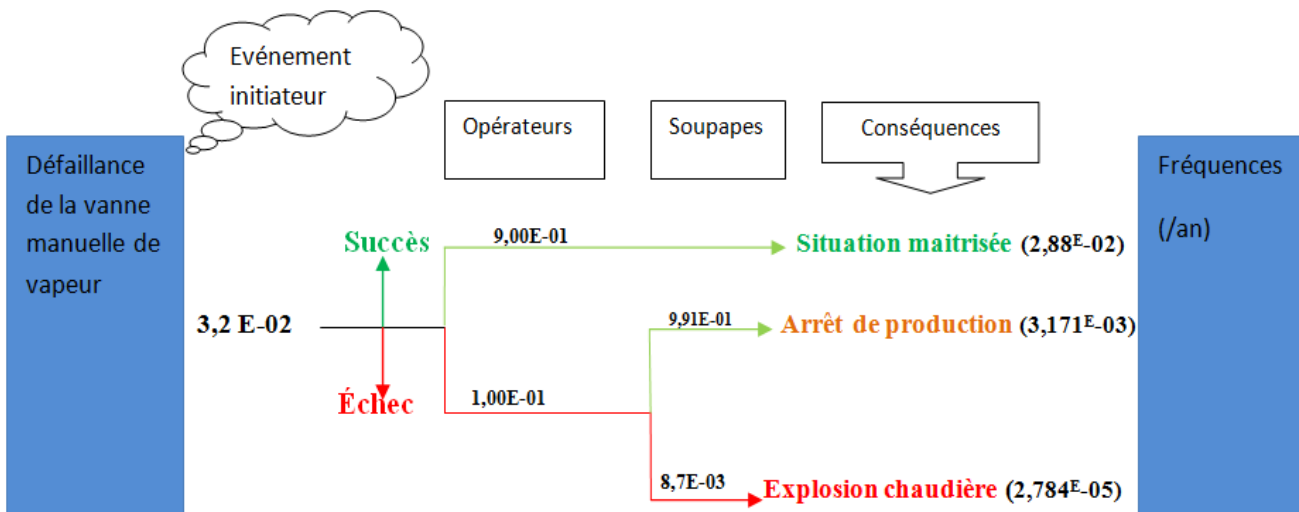 Evénement
initiateur
Opérateurs
Soupapes
Conséquences
Défaillance
de la vanne
manuelle de
vapeur
Fréquences
(/an)
Succès
9,00E-01
Situation maitrisée (2,88E-02)
3,2 E-02
9,91E-01
Arrêt de production (3,171E-03)
Échec
1,00E-01
8,7E-03
Explosion chaudière (2,784E-05)